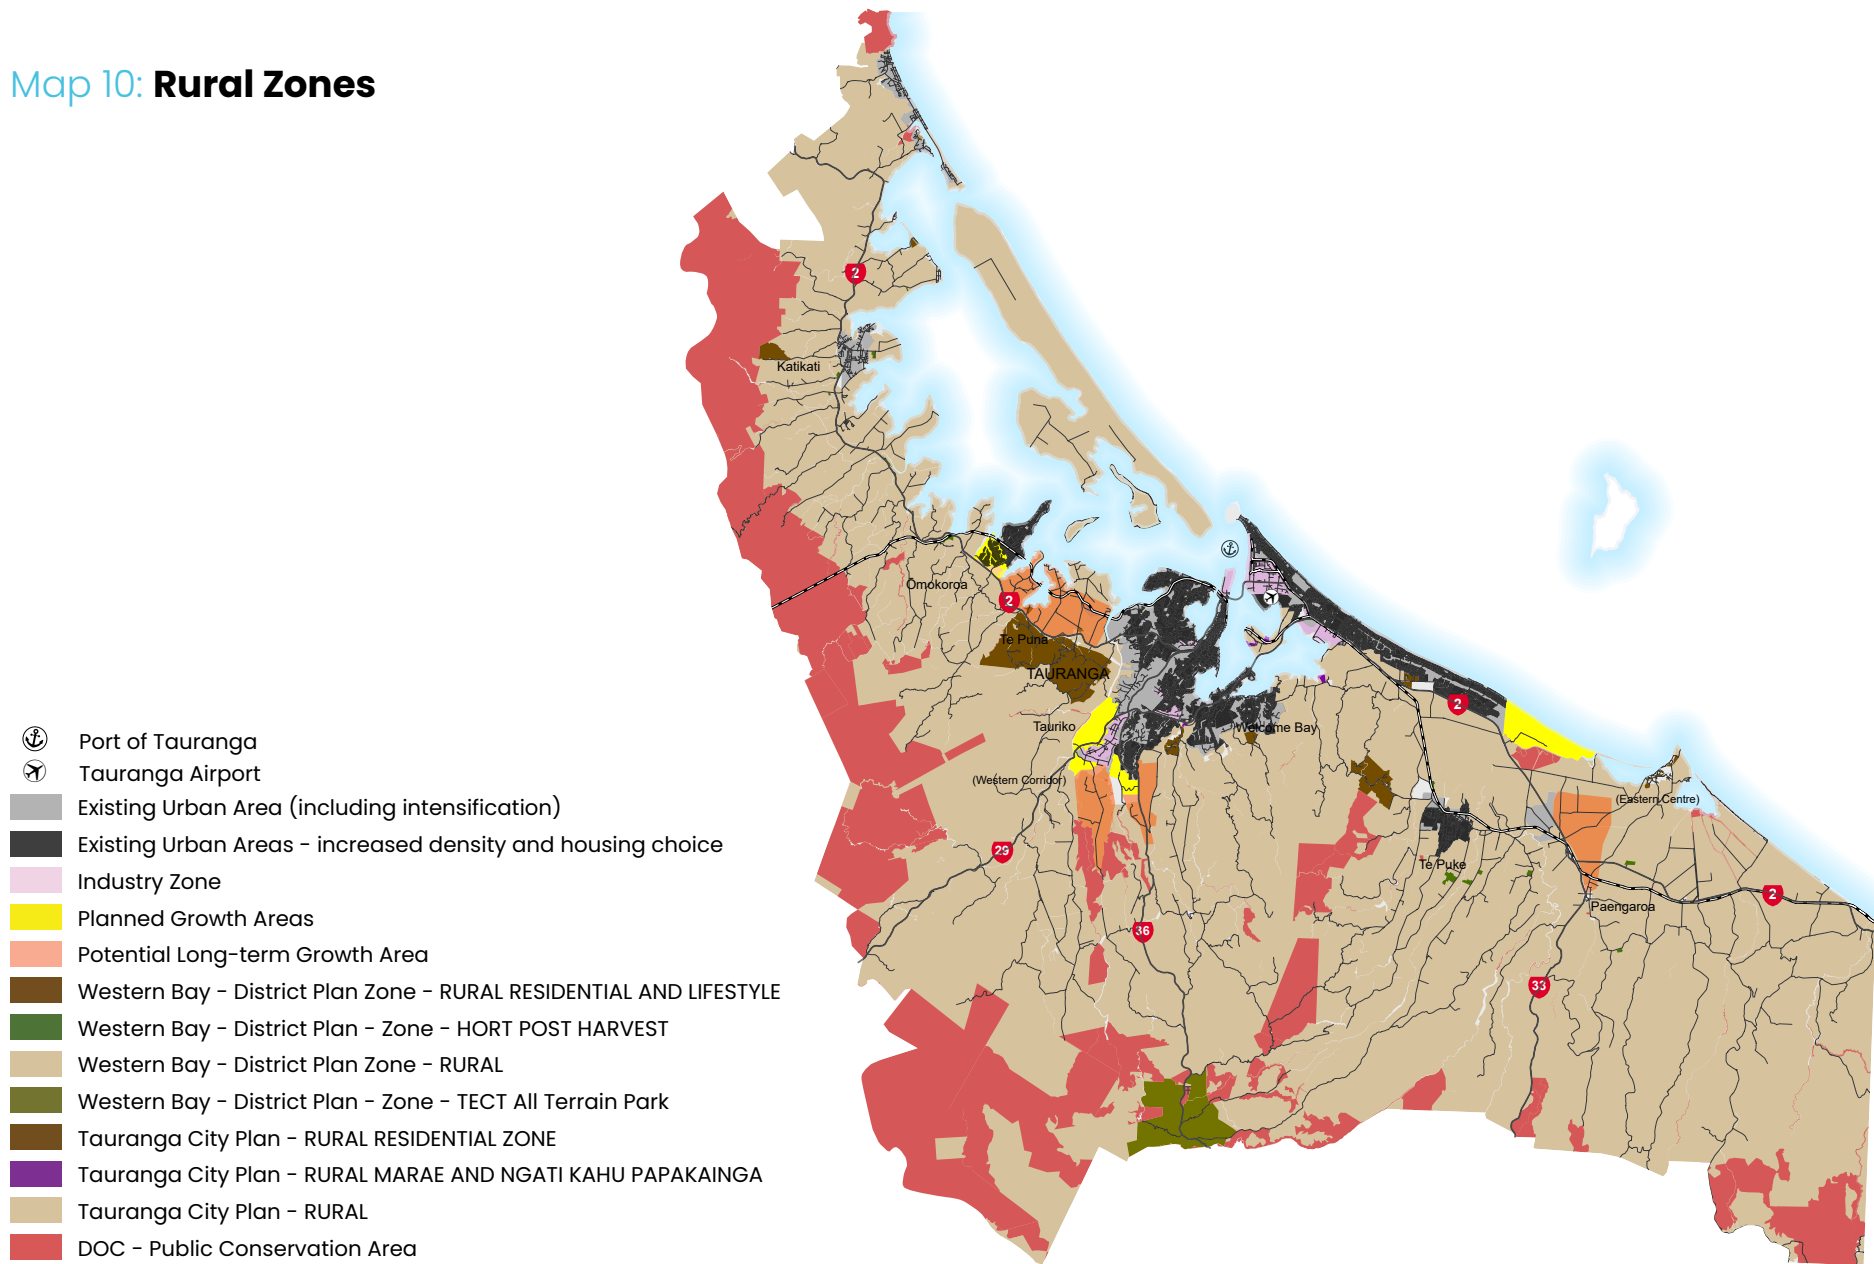 Map 10: Rural Zones
2
Katikati
Ōmokoroa
2
Te Puna
TAURANGA
Tauriko
Welcome Bay
2
(Western Corridor)
(Eastern Centre)
29
Te Puke
2
Paengaroa
36
33
Port of Tauranga
Tauranga Airport
Existing Urban Area (including intensification)
Existing Urban Areas - increased density and housing choice
Industry Zone
Planned Growth Areas
Potential Long-term Growth Area
Western Bay - District Plan Zone - RURAL RESIDENTIAL AND LIFESTYLE
Western Bay - District Plan - Zone - HORT POST HARVEST
Western Bay - District Plan Zone - RURAL
Western Bay - District Plan - Zone - TECT All Terrain Park
Tauranga City Plan - RURAL RESIDENTIAL ZONE
Tauranga City Plan - RURAL MARAE AND NGATI KAHU PAPAKAINGA
Tauranga City Plan - RURAL
DOC - Public Conservation Area